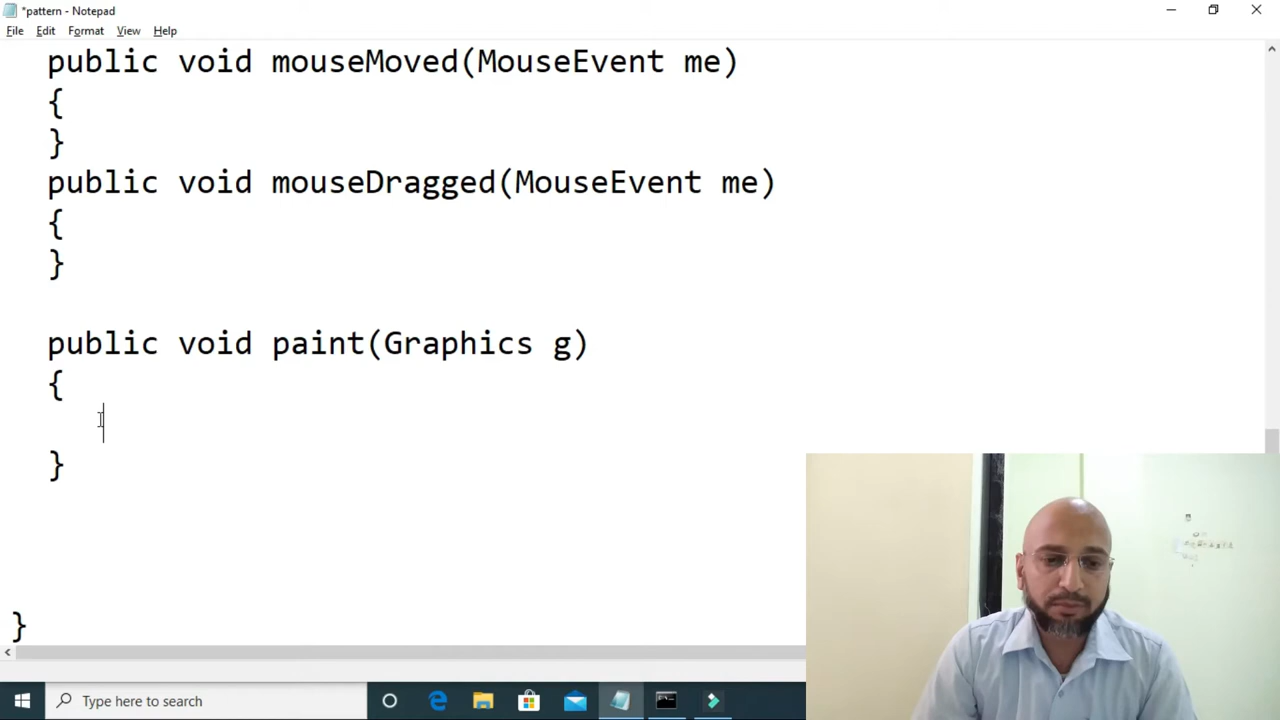 *pattern - Notepad
File Edit Format View Help
public void mouseMoved(MouseEvent me)
{
}
public void mouseDragged(MouseEvent me)
{
}
public void paint(Graphics g)
{
}
}
Type here to search